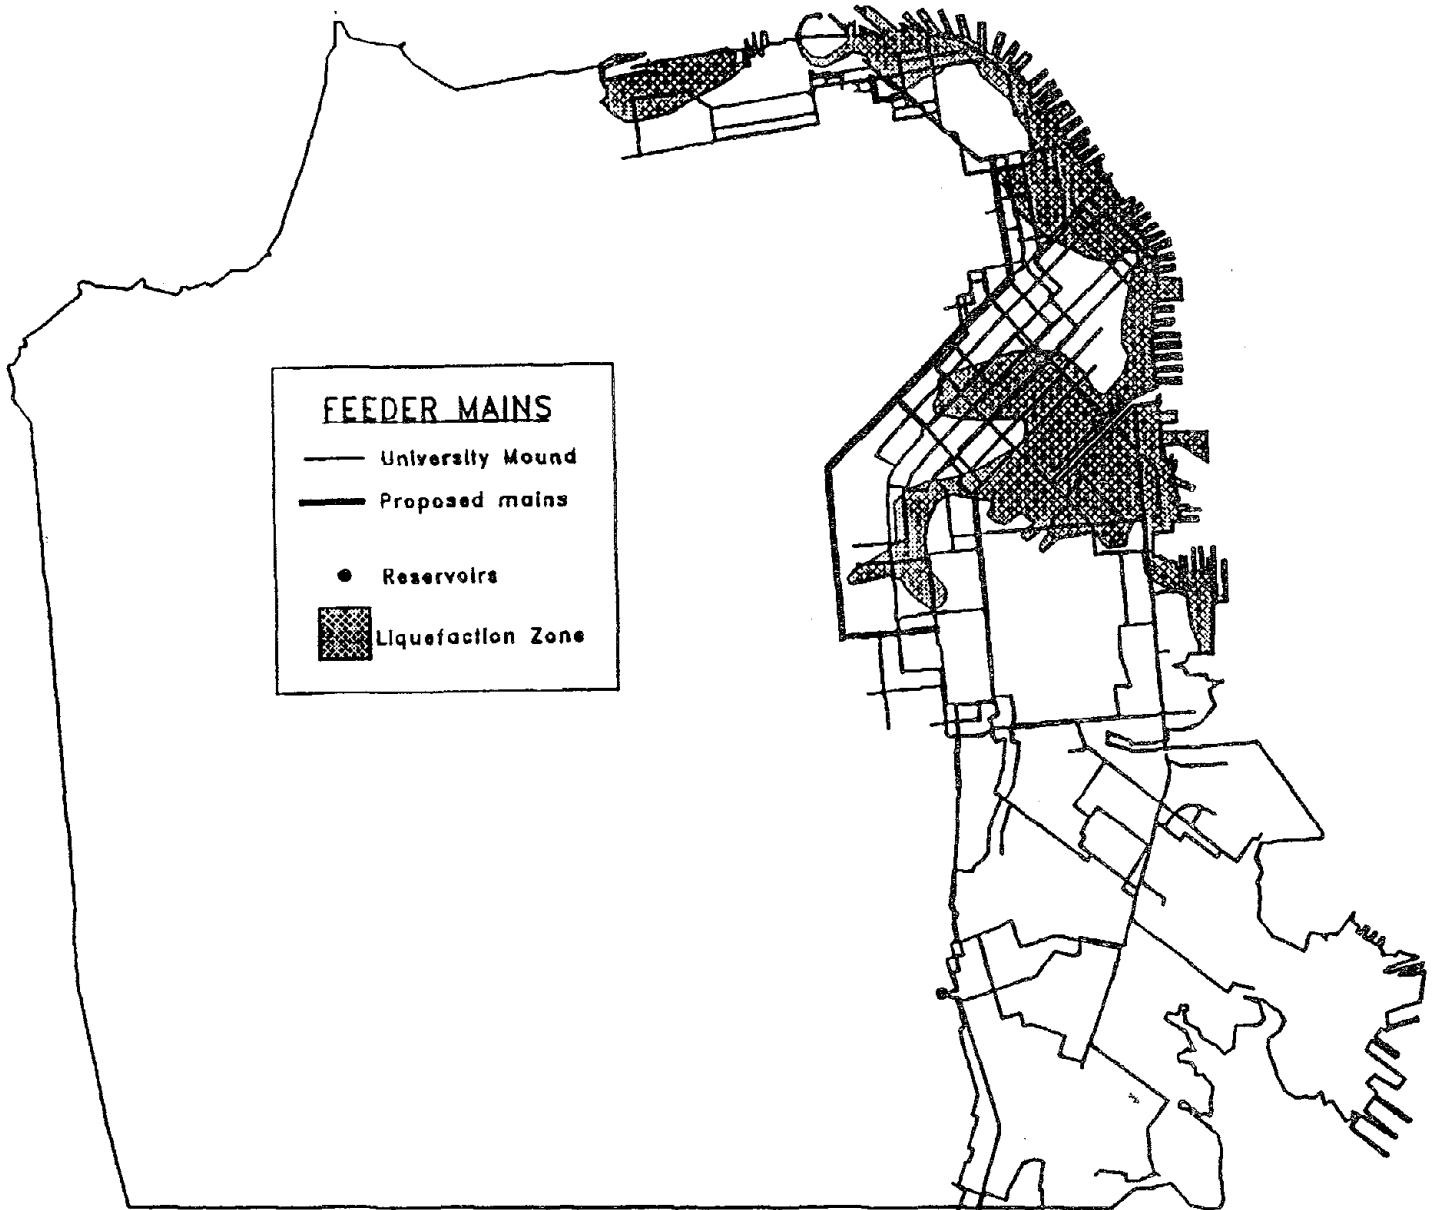 FEEDER MAINS
University Mound
Proposed mains
Reservoirs
Liquefaction Zone